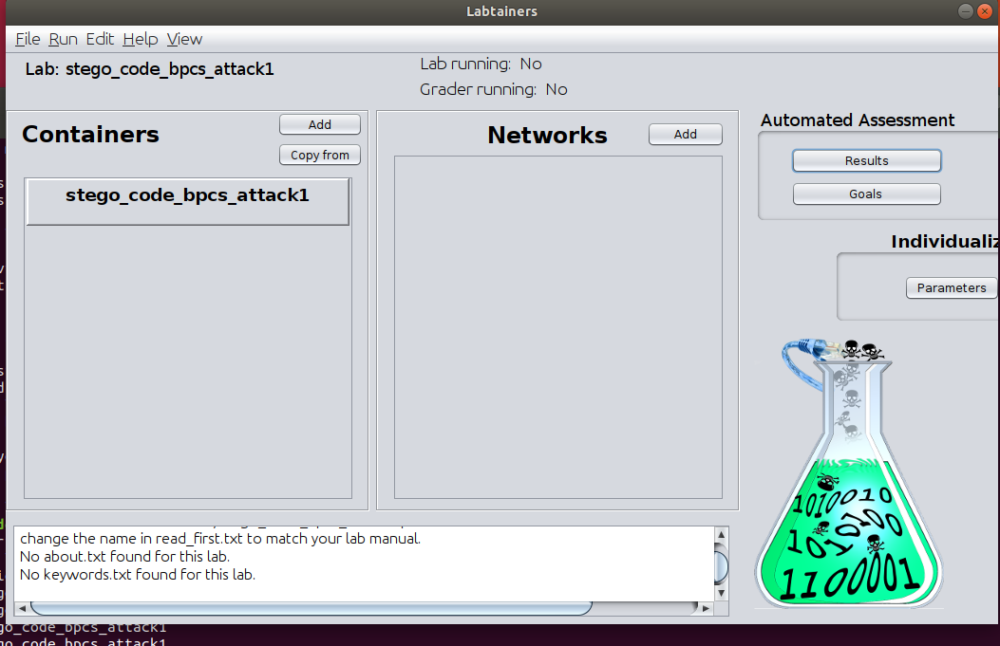 Labtainers
File Run Edit Help View
Lab: stego_code_bpcs_attack1
Lab running: No
Grader running: No
Containers
Add
Copy from
stego_code_bpcs_attack1
Networks
Add
Automated Assessment
Results
Goals
Individualiz
Parameters
1010010
10 10100
1100001
change the name in read_first.txt to match your lab manual.
No about.txt found for this lab.
No keywords.txt found for this lab.
go_code_bpcs_attack1
go_code_bpcs_attack1